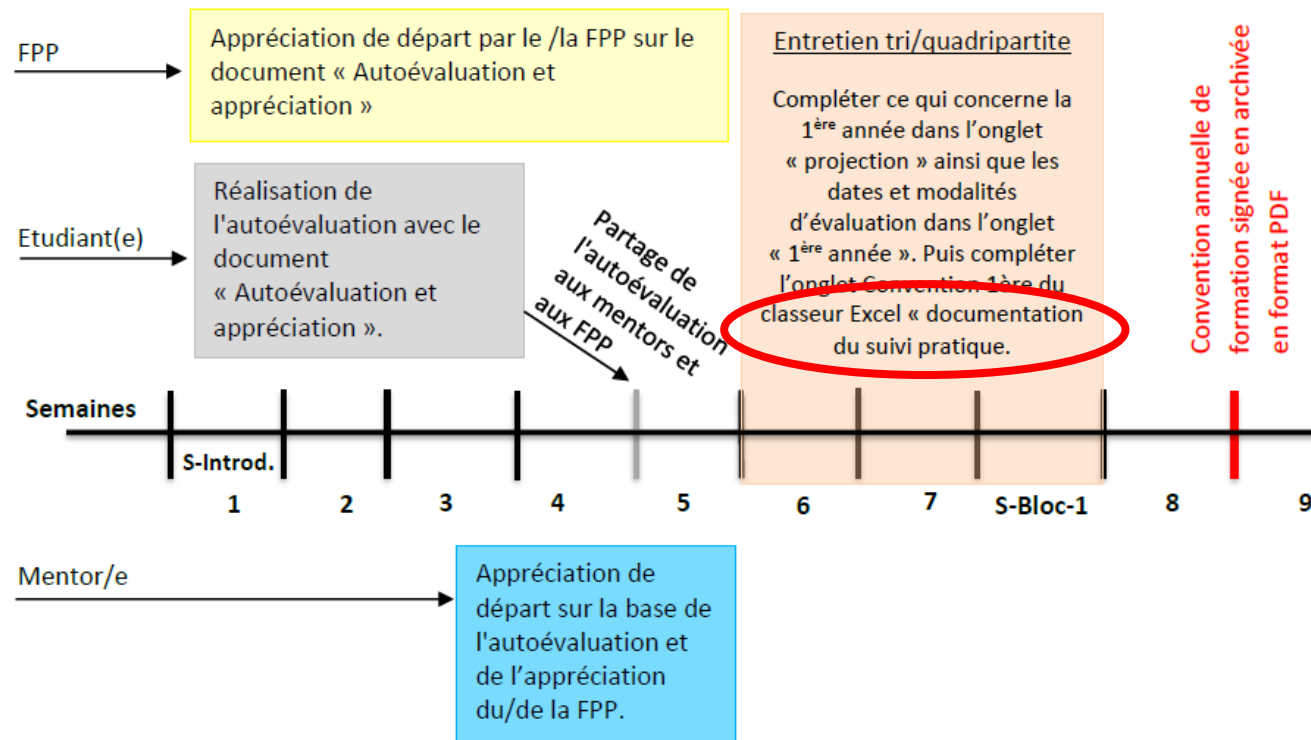 FPP
Appréciation de départ par le /la FPP sur le
document « Autoévaluation et
appréciation »
Entretien tri/quadripartite
Compléter ce qui concerne la
1ère année dans l'onglet
« projection » ainsi que les
dates et modalités
d'évaluation dans l'onglet
« 1ère année ». Puis compléter
l'onglet Convention 1ère du
classeur Excel « documentation
du suivi pratique.
Convention annuelle de
formation signée en archivée
en format PDF
Etudiant(e)
Réalisation de
l'autoévaluation avec le
document
« Autoévaluation et
appréciation ».
Partage de
l'autoévaluation
aux mentors et
aux FPP
Semaines
S-Introd.
1 2 3 4 5 6 7 S-Bloc-1 8 9
Mentor/e
Appréciation de
départ sur la base de
l'autoévaluation et
de l'appréciation
du/de la FPP.